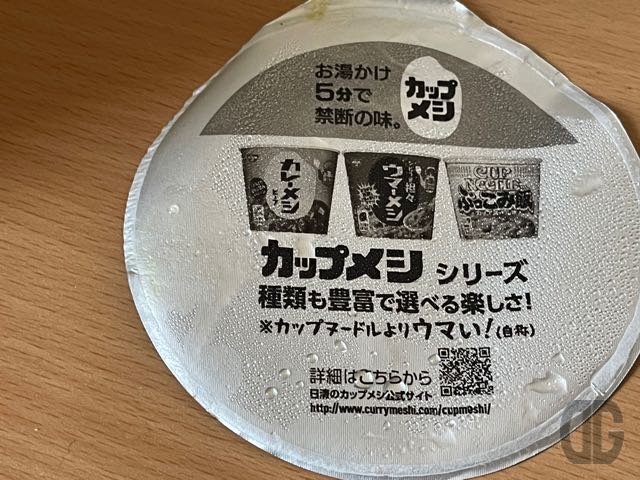 お湯かけ
5分で
禁断の味。
カップ
メシ
カレーメシ
ウマーメシ
CUP
NOODLE
ぶっこみ飯
カップメシ シリーズ
種類も豊富で選べる楽しさ!
※カップヌードルよりウマい!(自称)
詳細はこちらから
日清のカップメシ公式サイト
http://www.currymeshi.com/cupmeshi/
DG